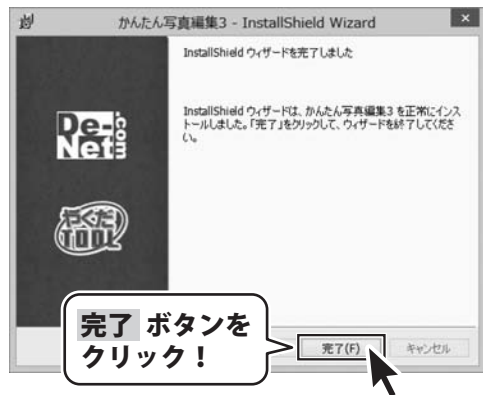 かんたん写真編集3 - InstallShield Wizard
InstallShield ウィザードを完了しました
InstallShield ウィザードは、かんたん写真編集3 を正常にインス
トールしました。「完了」をクリックして、ウィザードを終了してくださ
い。
De-
Net
.com
やくだち
TOOL
完了 ボタンを
クリック！
完了(F)
キャンセル